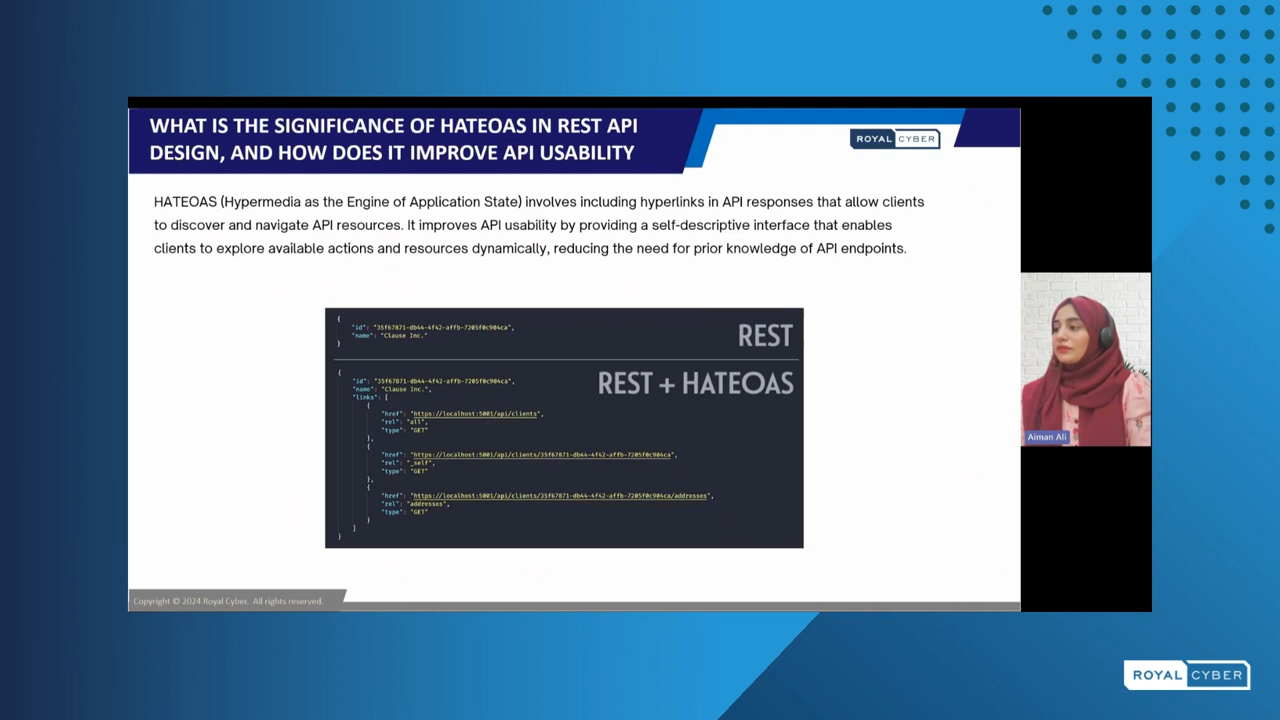 WHAT IS THE SIGNIFICANCE OF HATEOAS IN REST API
DESIGN, AND HOW DOES IT IMPROVE API USABILITY
ROYAL CYBER
HATEOAS (Hypermedia as the Engine of Application State) involves including hyperlinks in API responses that allow clients
to discover and navigate API resources. It improves API usability by providing a self-descriptive interface that enables
clients to explore available actions and resources dynamically, reducing the need for prior knowledge of API endpoints.
{
"id": "35f67871-db44-4f42-affb-7205f0c904ca",
"name": "Clause Inc."
}
REST
REST + HATEOAS
{
"id": "35f67871-db44-4f42-affb-7205f0c904ca",
"name": "Clause Inc.",
"links": [
{
"href": "https://localhost:5001/api/clients",
"rel": "all",
"type": "GET"
},
{
"href": "https://localhost:5001/api/clients/35f67871-db44-4f42-affb-7205f0c904ca",
"rel": "_self",
"type": "GET"
},
{
"href": "https://localhost:5001/api/clients/35f67871-db44-4f42-affb-7205f0c904ca/addresses",
"rel": "addresses",
"type": "GET"
}
]
}
Aiman Ali
Copyright © 2024 Royal Cyber. All rights reserved.
ROYAL CYBER